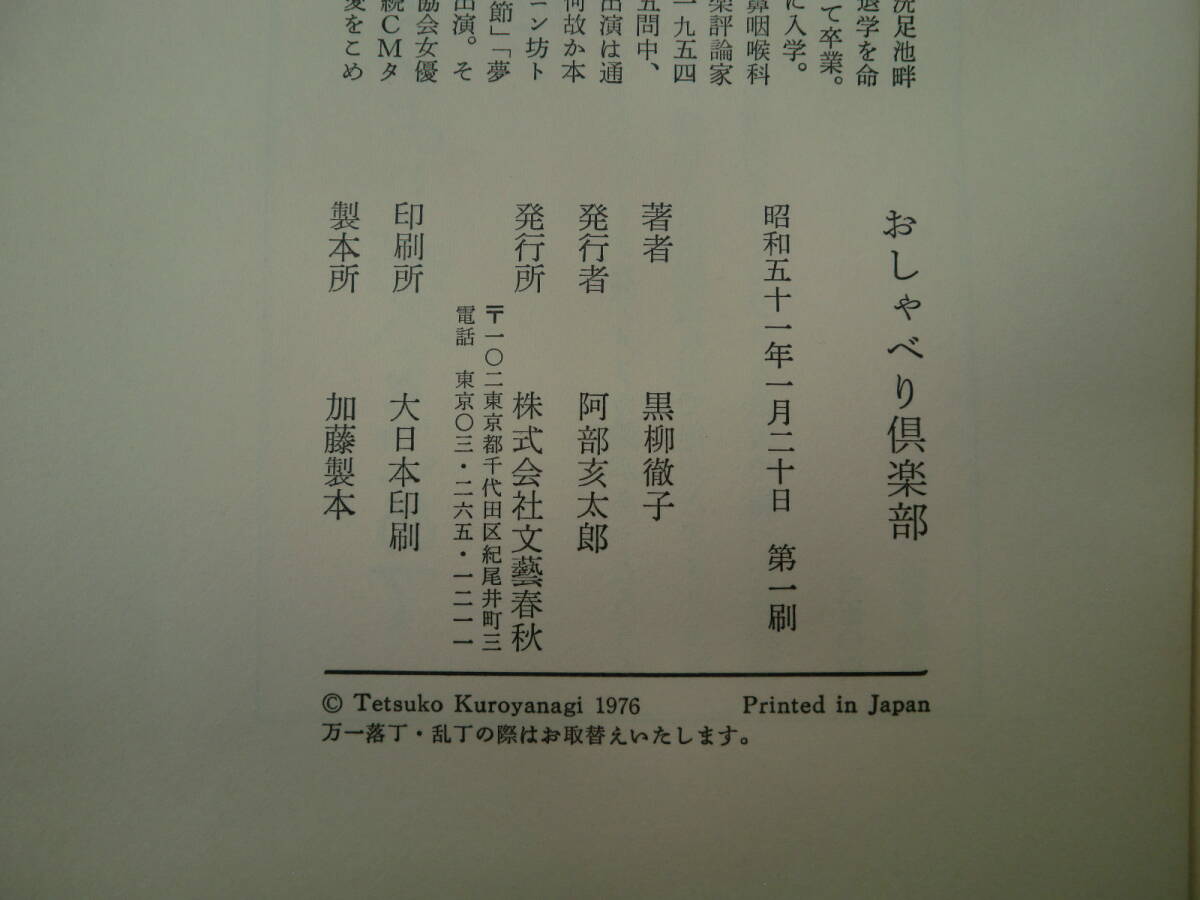 洗足池畔
退学を命
て卒業。
に入学。
鼻咽喉科
楽評論家
一九五四
五問中、
出演は通
何故か本
ーン坊ト
節」「夢
出演。そ
協会女優
続CMタ
愛をこめ
おしゃべり倶楽部
昭和五十一年一月二十日　第一刷
著者　黒柳徹子
発行者　阿部亥太郎
発行所　株式会社文藝春秋
〒一〇二東京都千代田区紀尾井町三
電話　東京〇三・二六五・一二一一
印刷所　大日本印刷
製本所　加藤製本
© Tetsuko Kuroyanagi 1976　Printed in Japan
万一落丁・乱丁の際はお取替えいたします。